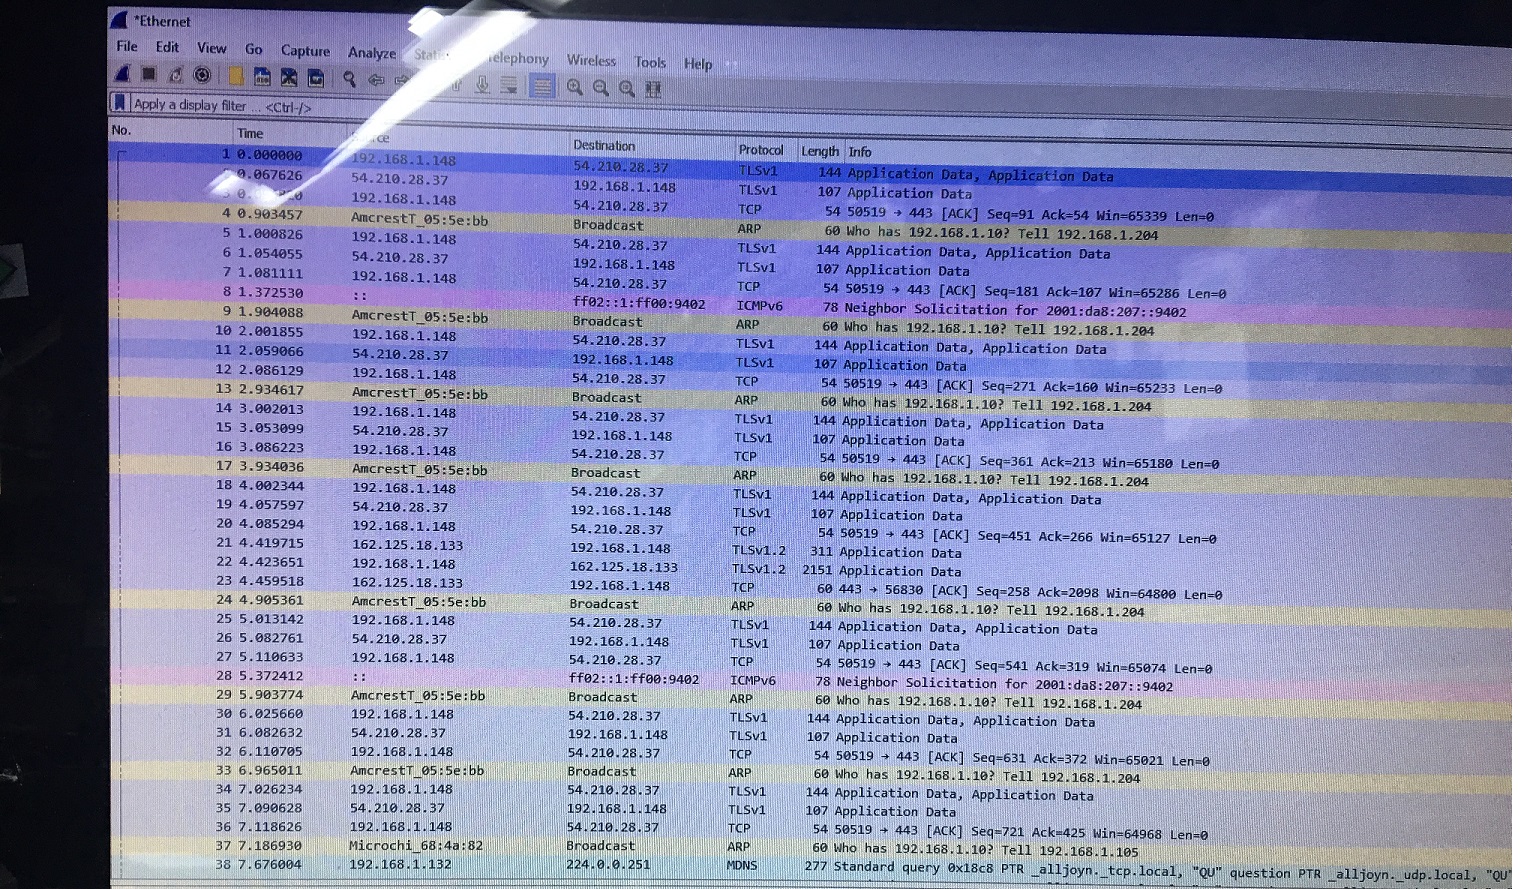 *Ethernet
File Edit View Go Capture Analyze Telephony Wireless Tools Help
Apply a display filter ... <Ctrl-/>
No. Time Destination Protocol Length Info
1 0.000000 192.168.1.148 54.210.28.37 TLSv1 144 Application Data, Application Data
0.067626 54.210.28.37 192.168.1.148 TLSv1 107 Application Data
192.168.1.148 54.210.28.37 TCP 54 50519 → 443 [ACK] Seq=91 Ack=54 Win=65339 Len=0
4 0.903457 AmcrestT_05:5e:bb Broadcast ARP 60 Who has 192.168.1.10? Tell 192.168.1.204
5 1.000826 192.168.1.148 54.210.28.37 TLSv1 144 Application Data, Application Data
6 1.054055 54.210.28.37 192.168.1.148 TLSv1 107 Application Data
7 1.081111 192.168.1.148 54.210.28.37 TCP 54 50519 → 443 [ACK] Seq=181 Ack=107 Win=65286 Len=0
8 1.372530 :: ff02::1:ff00:9402 ICMPv6 78 Neighbor Solicitation for 2001:da8:207::9402
9 1.904088 AmcrestT_05:5e:bb Broadcast ARP 60 Who has 192.168.1.10? Tell 192.168.1.204
10 2.001855 192.168.1.148 54.210.28.37 TLSv1 144 Application Data, Application Data
11 2.059066 54.210.28.37 192.168.1.148 TLSv1 107 Application Data
12 2.086129 192.168.1.148 54.210.28.37 TCP 54 50519 → 443 [ACK] Seq=271 Ack=160 Win=65233 Len=0
13 2.934617 AmcrestT_05:5e:bb Broadcast ARP 60 Who has 192.168.1.10? Tell 192.168.1.204
14 3.002013 192.168.1.148 54.210.28.37 TLSv1 144 Application Data, Application Data
15 3.053099 54.210.28.37 192.168.1.148 TLSv1 107 Application Data
16 3.086223 192.168.1.148 54.210.28.37 TCP 54 50519 → 443 [ACK] Seq=361 Ack=213 Win=65180 Len=0
17 3.934036 AmcrestT_05:5e:bb Broadcast ARP 60 Who has 192.168.1.10? Tell 192.168.1.204
18 4.002344 192.168.1.148 54.210.28.37 TLSv1 144 Application Data, Application Data
19 4.057597 54.210.28.37 192.168.1.148 TLSv1 107 Application Data
20 4.085294 192.168.1.148 54.210.28.37 TCP 54 50519 → 443 [ACK] Seq=451 Ack=266 Win=65127 Len=0
21 4.419715 162.125.18.133 192.168.1.148 TLSv1.2 311 Application Data
22 4.423651 192.168.1.148 162.125.18.133 TLSv1.2 2151 Application Data
23 4.459518 162.125.18.133 192.168.1.148 TCP 60 443 → 56830 [ACK] Seq=258 Ack=2098 Win=64800 Len=0
24 4.905361 AmcrestT_05:5e:bb Broadcast ARP 60 Who has 192.168.1.10? Tell 192.168.1.204
25 5.013142 192.168.1.148 54.210.28.37 TLSv1 144 Application Data, Application Data
26 5.082761 54.210.28.37 192.168.1.148 TLSv1 107 Application Data
27 5.110633 192.168.1.148 54.210.28.37 TCP 54 50519 → 443 [ACK] Seq=541 Ack=319 Win=65074 Len=0
28 5.372412 :: ff02::1:ff00:9402 ICMPv6 78 Neighbor Solicitation for 2001:da8:207::9402
29 5.903774 AmcrestT_05:5e:bb Broadcast ARP 60 Who has 192.168.1.10? Tell 192.168.1.204
30 6.025660 192.168.1.148 54.210.28.37 TLSv1 144 Application Data, Application Data
31 6.082632 54.210.28.37 192.168.1.148 TLSv1 107 Application Data
32 6.110705 192.168.1.148 54.210.28.37 TCP 54 50519 → 443 [ACK] Seq=631 Ack=372 Win=65021 Len=0
33 6.965011 AmcrestT_05:5e:bb Broadcast ARP 60 Who has 192.168.1.10? Tell 192.168.1.204
34 7.026234 192.168.1.148 54.210.28.37 TLSv1 144 Application Data, Application Data
35 7.090628 54.210.28.37 192.168.1.148 TLSv1 107 Application Data
36 7.118626 192.168.1.148 54.210.28.37 TCP 54 50519 → 443 [ACK] Seq=721 Ack=425 Win=64968 Len=0
37 7.186930 Microchi_68:4a:82 Broadcast ARP 60 Who has 192.168.1.10? Tell 192.168.1.105
38 7.676004 192.168.1.132 224.0.0.251 MDNS 277 Standard query 0x18c8 PTR _alljoyn._tcp.local, "QU" question PTR _alljoyn._udp.local, "QU"